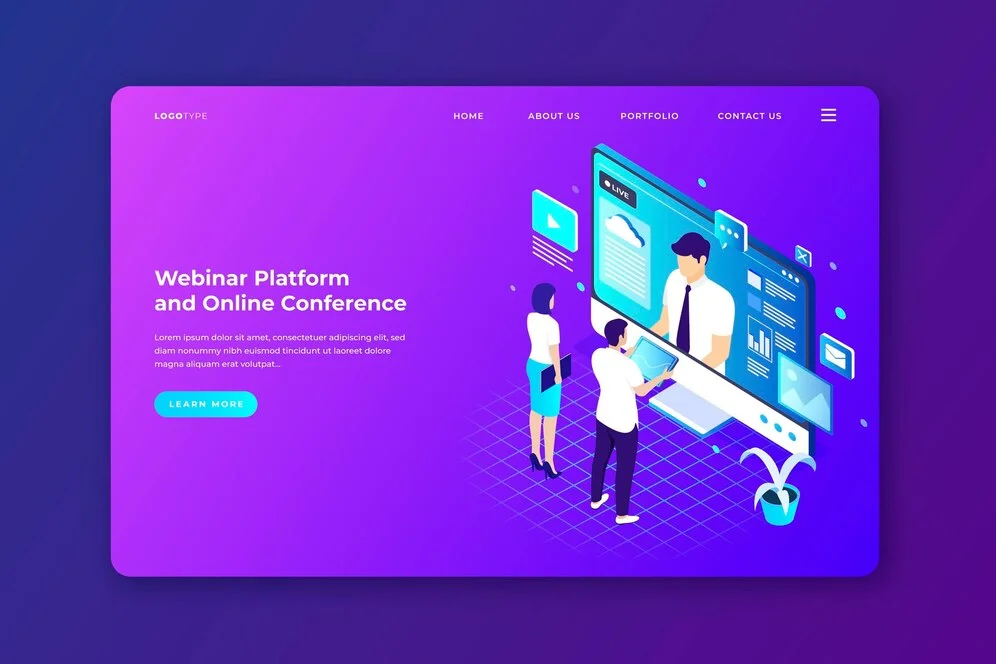 LOGOTYPE
HOME
ABOUT US
PORTFOLIO
CONTACT US
LIVE
Webinar Platform
and Online Conference
Lorem ipsum dolor sit amet, consectetuer adipiscing elit, sed
diam nonummy nibh euismod tincidunt ut laoreet dolore
magna aliquam erat volutpat...
LEARN MORE